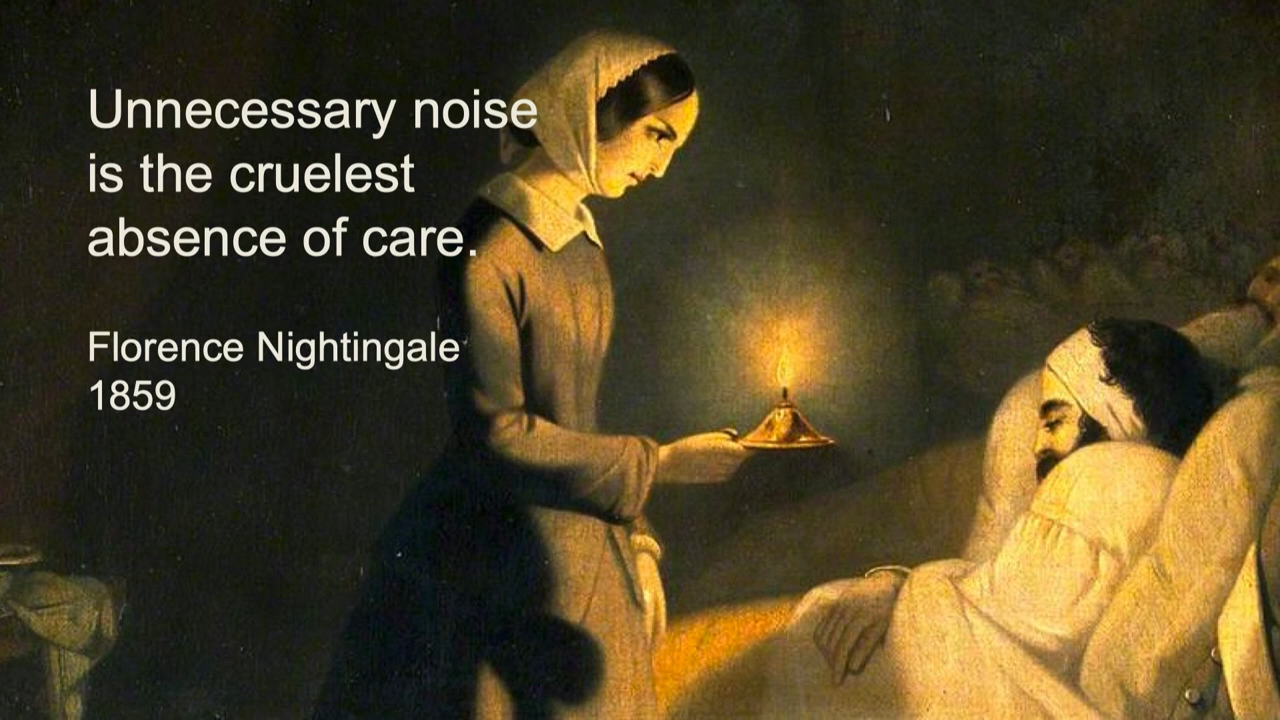 Unnecessary noise
is the cruelest
absence of care.
Florence Nightingale
1859